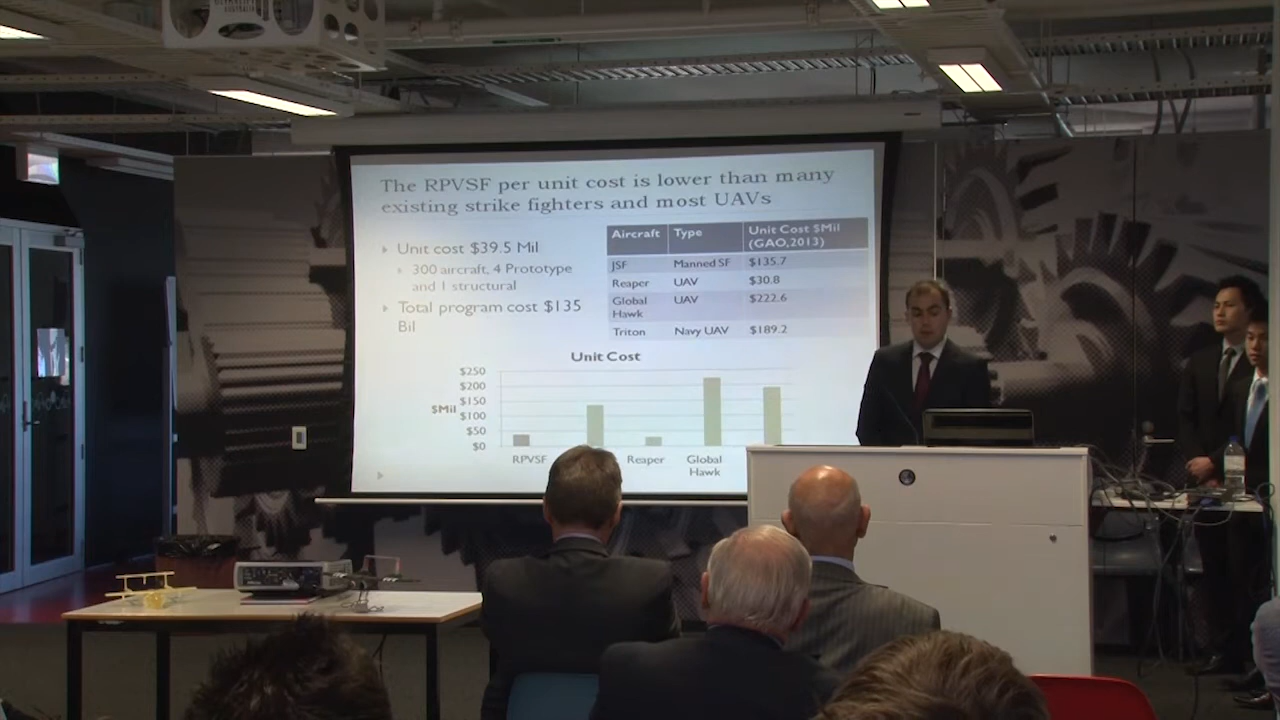 AUSTRALIA
The RPVSF per unit cost is lower than many
existing strike fighters and most UAVs
Unit cost $39.5 Mil
300 aircraft, 4 Prototype
and 1 structural
Total program cost $135
Bil
Aircraft Type Unit Cost $Mil
(GAO,2013)
JSF Manned SF $135.7
Reaper UAV $30.8
Global UAV $222.6
Hawk
Triton Navy UAV $189.2
Unit Cost
$250
$200
$150
$Mil
$100
$50
$0
RPVSF Reaper Global
Hawk